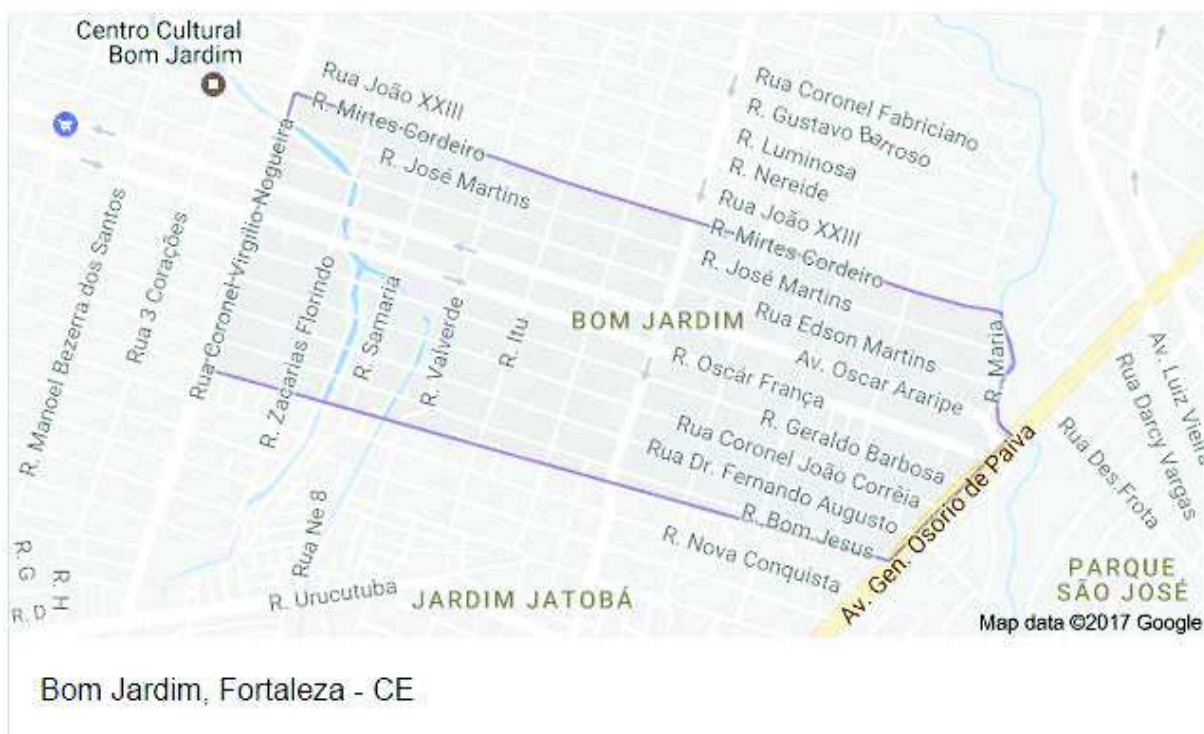 Centro Cultural
Bom Jardim
Rua João XXIII
R. Mirtes Cordeiro
R. José Martins
Rua Coronel Fabriciano
R. Gustavo Barroso
R. Luminosa
R. Nereide
Rua João XXIII
R. Mirtes Cordeiro
R. José Martins
Rua Edson Martins
R. Manoel Bezerra dos Santos
Rua 3 Corações
Rua Coronel Virgílio Nogueira
R. Zacarias Florindo
R. Samaria
R. Valverde
R. Itu
BOM JARDIM
R. Maria
Av. Oscar Araripe
R. Oscár França
R. Geraldo Barbosa
Rua Coronel João Corrêia
Rua Dr. Fernando Augusto
R. Bom Jesus
R. Nova Conquista
Av. Gen. Osório de Paiva
Av. Luiz Vieira
Rua Darcy Vargas
Rua Des. Frota
Rua Ne 8
R. Urucutuba
R. G
R. H
R. D
JARDIM JATOBÁ
PARQUE
SÃO JOSÉ
Map data ©2017 Google
Bom Jardim, Fortaleza - CE